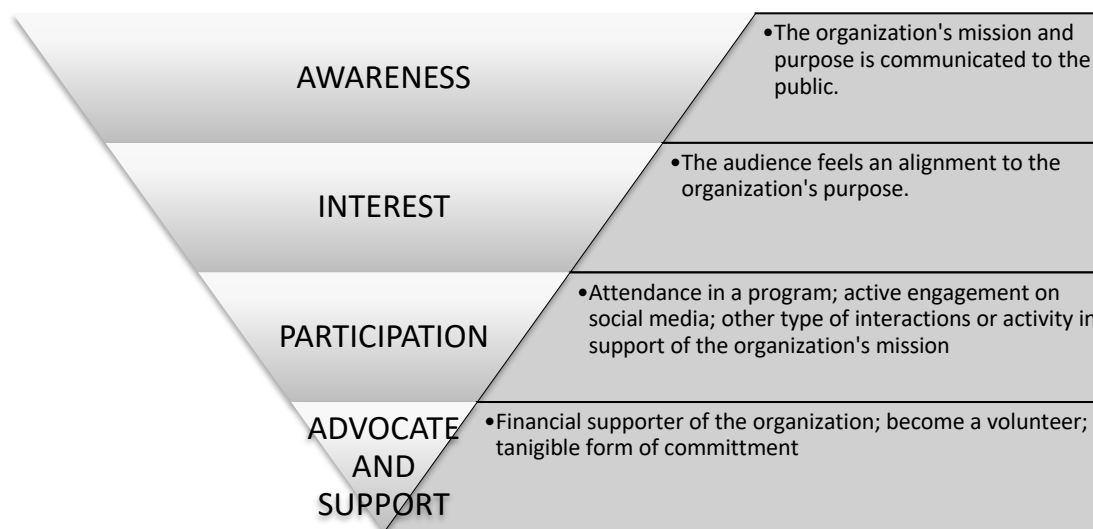 AWARENESS
•The organization's mission and
purpose is communicated to the
public.
INTEREST
•The audience feels an alignment to the
organization's purpose.
PARTICIPATION
•Attendance in a program; active engagement on
social media; other type of interactions or activity in
support of the organization's mission
ADVOCATE
AND
SUPPORT
•Financial supporter of the organization; become a volunteer;
tanigible form of committment